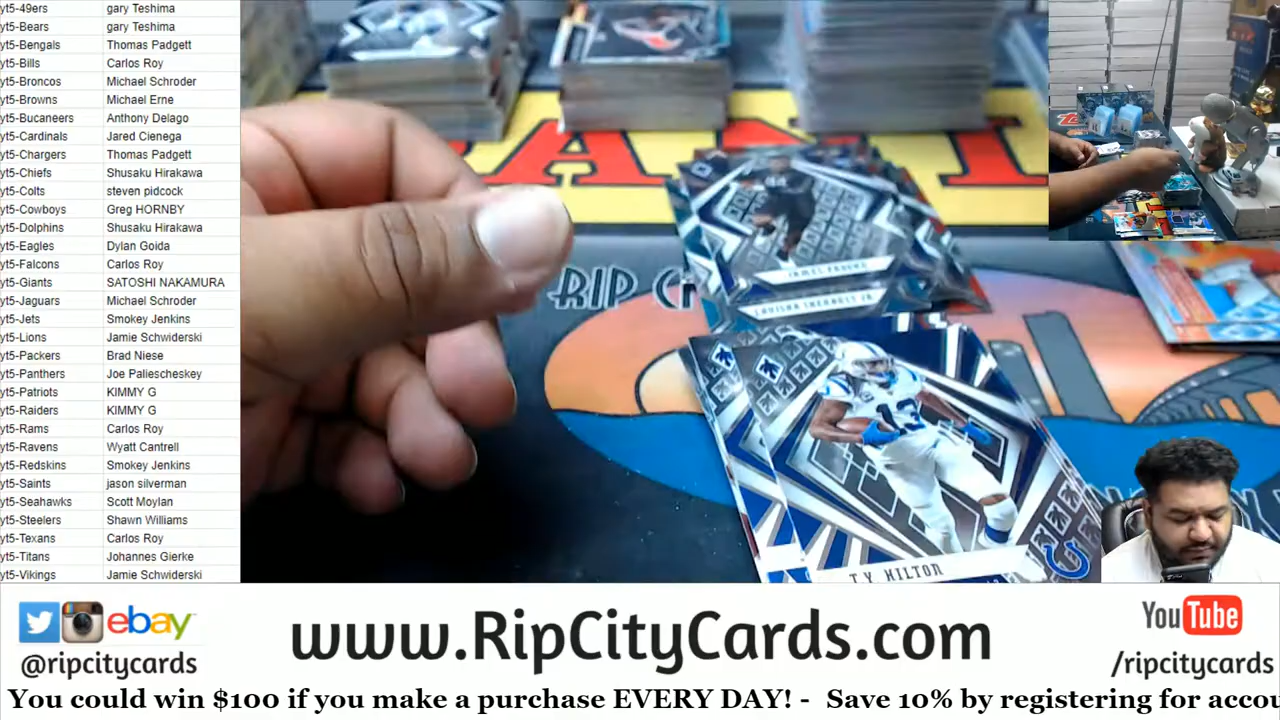 yt5-49ers gary Teshima
yt5-Bears gary Teshima
yt5-Bengals Thomas Padgett
yt5-Bills Carlos Roy
yt5-Broncos Michael Schroder
yt5-Browns Michael Erne
yt5-Bucaneers Anthony Delago
yt5-Cardinals Jared Cienega
yt5-Chargers Thomas Padgett
yt5-Chiefs Shusaku Hirakawa
yt5-Colts steven pidcock
yt5-Cowboys Greg HORNBY
yt5-Dolphins Shusaku Hirakawa
yt5-Eagles Dylan Goida
yt5-Falcons Carlos Roy
yt5-Giants SATOSHI NAKAMURA
yt5-Jaguars Michael Schroder
yt5-Jets Smokey Jenkins
yt5-Lions Jamie Schwiderski
yt5-Packers Brad Niese
yt5-Panthers Joe Paliescheskey
yt5-Patriots KIMMY G
yt5-Raiders KIMMY G
yt5-Rams Carlos Roy
yt5-Ravens Wyatt Cantrell
yt5-Redskins Smokey Jenkins
yt5-Saints jason silverman
yt5-Seahawks Scott Moylan
yt5-Steelers Shawn Williams
yt5-Texans Carlos Roy
yt5-Titans Johannes Gierke
yt5-Vikings Jamie Schwiderski
RIP
13
T.Y. HILTON
ebay
@ripcitycards
www.RipCityCards.com
YouTube
/ripcitycards
You could win $100 if you make a purchase EVERY DAY! - Save 10% by registering for accou